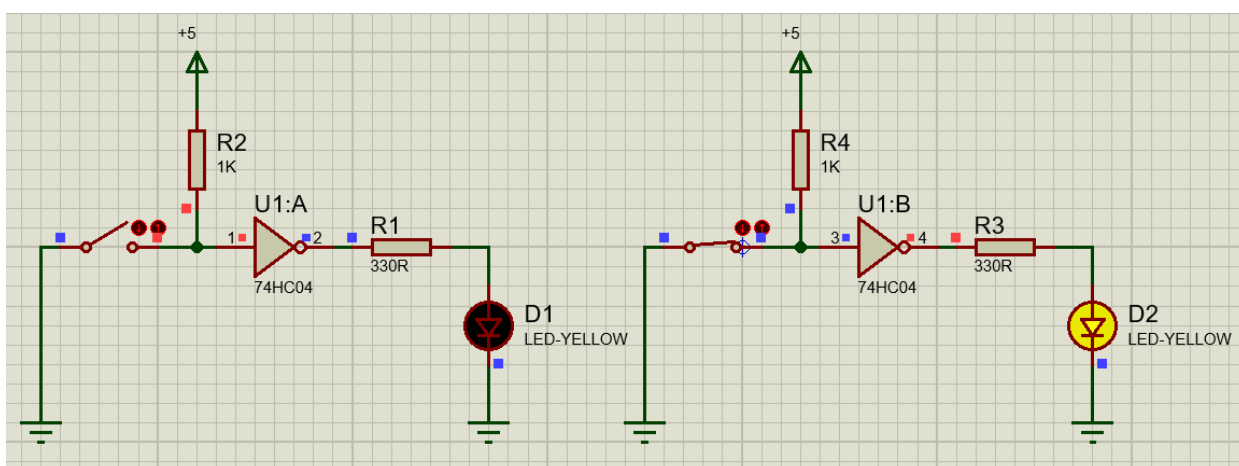 +5
R2
1K
U1:A
1
2
74HC04
R1
330R
D1
LED-YELLOW
+5
R4
1K
U1:B
3
4
74HC04
R3
330R
D2
LED-YELLOW